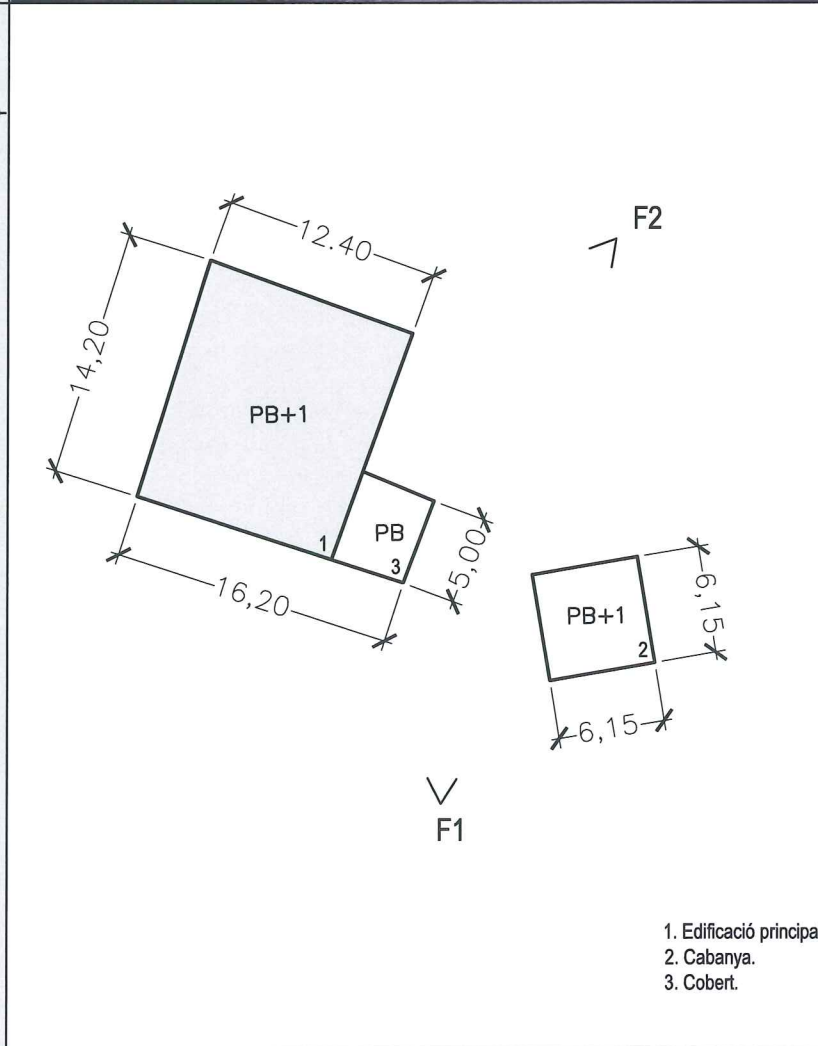 F2
12.40
14,20
PB+1
1
PB
3
5,00
16,20
PB+1
2
6,15
6,15
F1
1. Edificació principa
2. Cabanya.
3. Cobert.